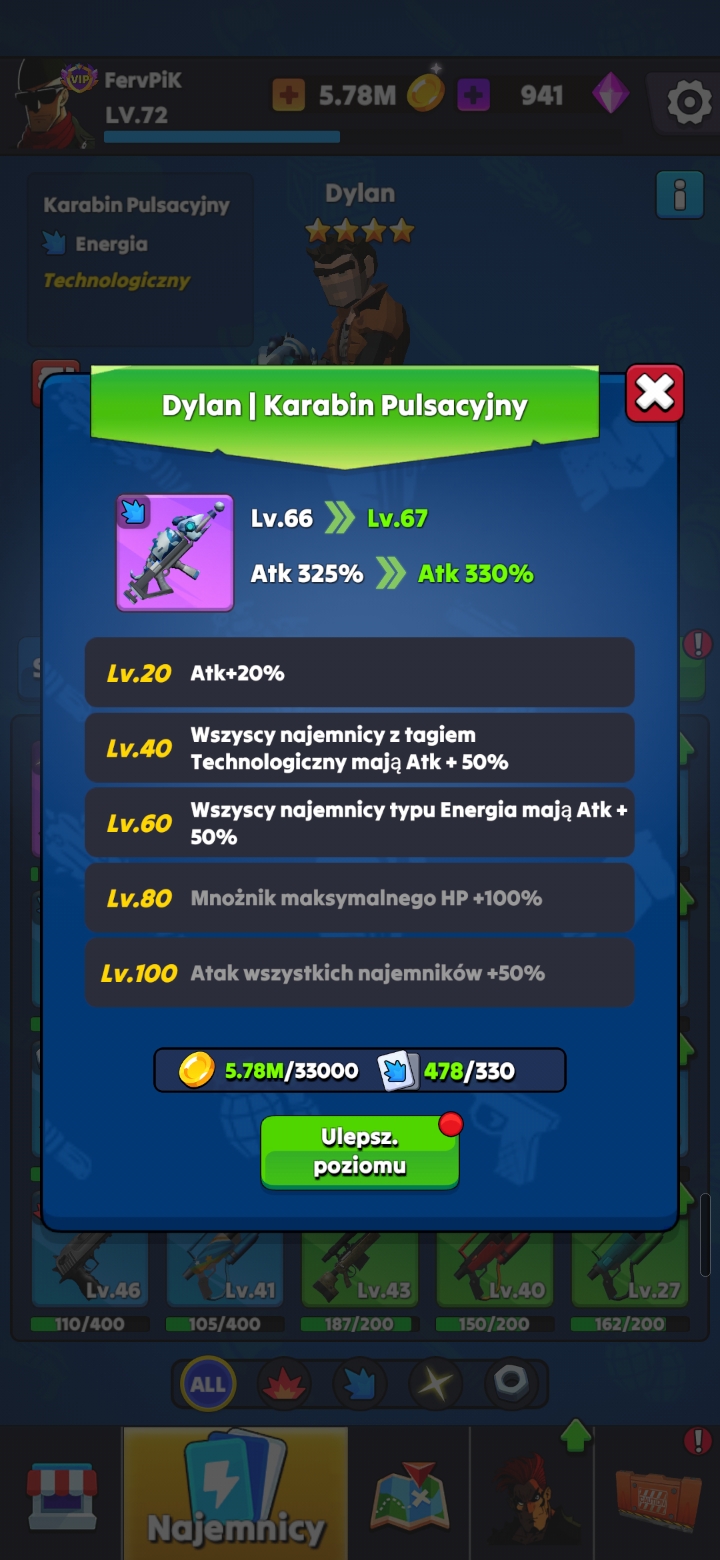 VIP
FervPiK
LV.72
5.78M
941
Karabin Pulsacyjny
Energia
Technologiczny
Dylan
Dylan | Karabin Pulsacyjny
Lv.66 Lv.67
Atk 325% Atk 330%
Lv.20 Atk+20%
Lv.40 Wszyscy najemnicy z tagiem
Technologiczny mają Atk + 50%
Lv.60 Wszyscy najemnicy typu Energia mają Atk +
50%
Lv.80 Mnożnik maksymalnego HP +100%
Lv.100 Atak wszystkich najemników +50%
5.78M/33000 478/330
Ulepsz.
poziomu
Lv.46 Lv.41 Lv.43 Lv.40 Lv.27
110/400 105/400 187/200 150/200 162/200
ALL
Najemnicy